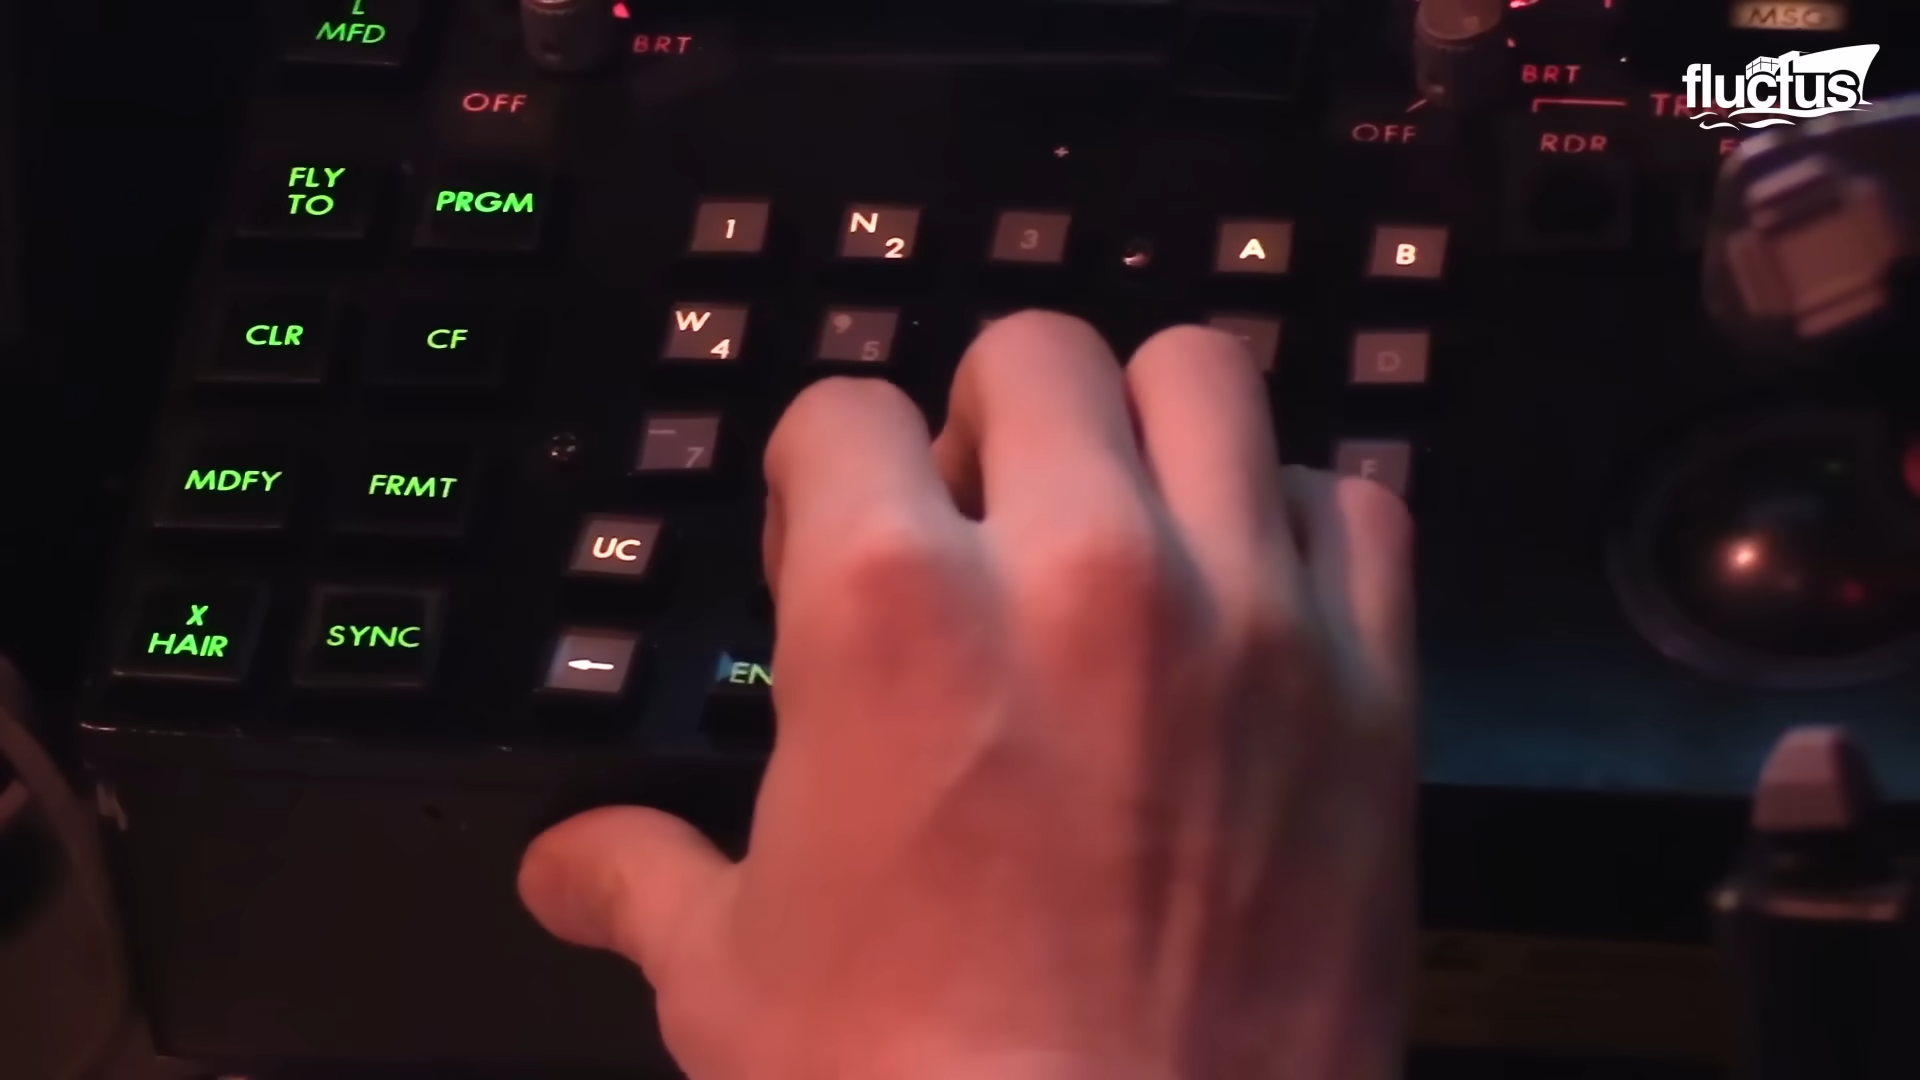 L
MFD
BRT
MSG
fluctus
BRT
OFF
OFF
RDR
FLY
TO
PRGM
1
N
2
3
A
B
CLR
CF
W
4
5
D
MDFY
FRMT
7
UC
X
HAIR
SYNC
←
EN